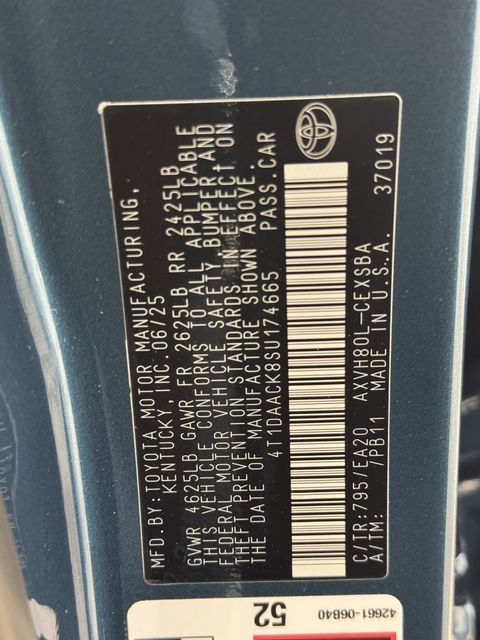 MFD. BY: TOYOTA MOTOR MANUFACTURING,
KENTUCKY, INC. 06/25
GVWR 4625LB GAWR FR 2625LB RR 2425LB
THIS VEHICLE CONFORMS TO ALL APPLICABLE
FEDERAL MOTOR VEHICLE SAFETY, BUMPER, AND
THEFT PREVENTION STANDARDS IN EFFECT ON
THE DATE OF MANUFACTURE SHOWN ABOVE.
4T1DAACK8SU174665 PASS.CAR
C/TR:795/EA20 AXVH80L-CEXSBA
A/TM: 7PB11 MADE IN U.S.A. 37019
52
42661-06B40